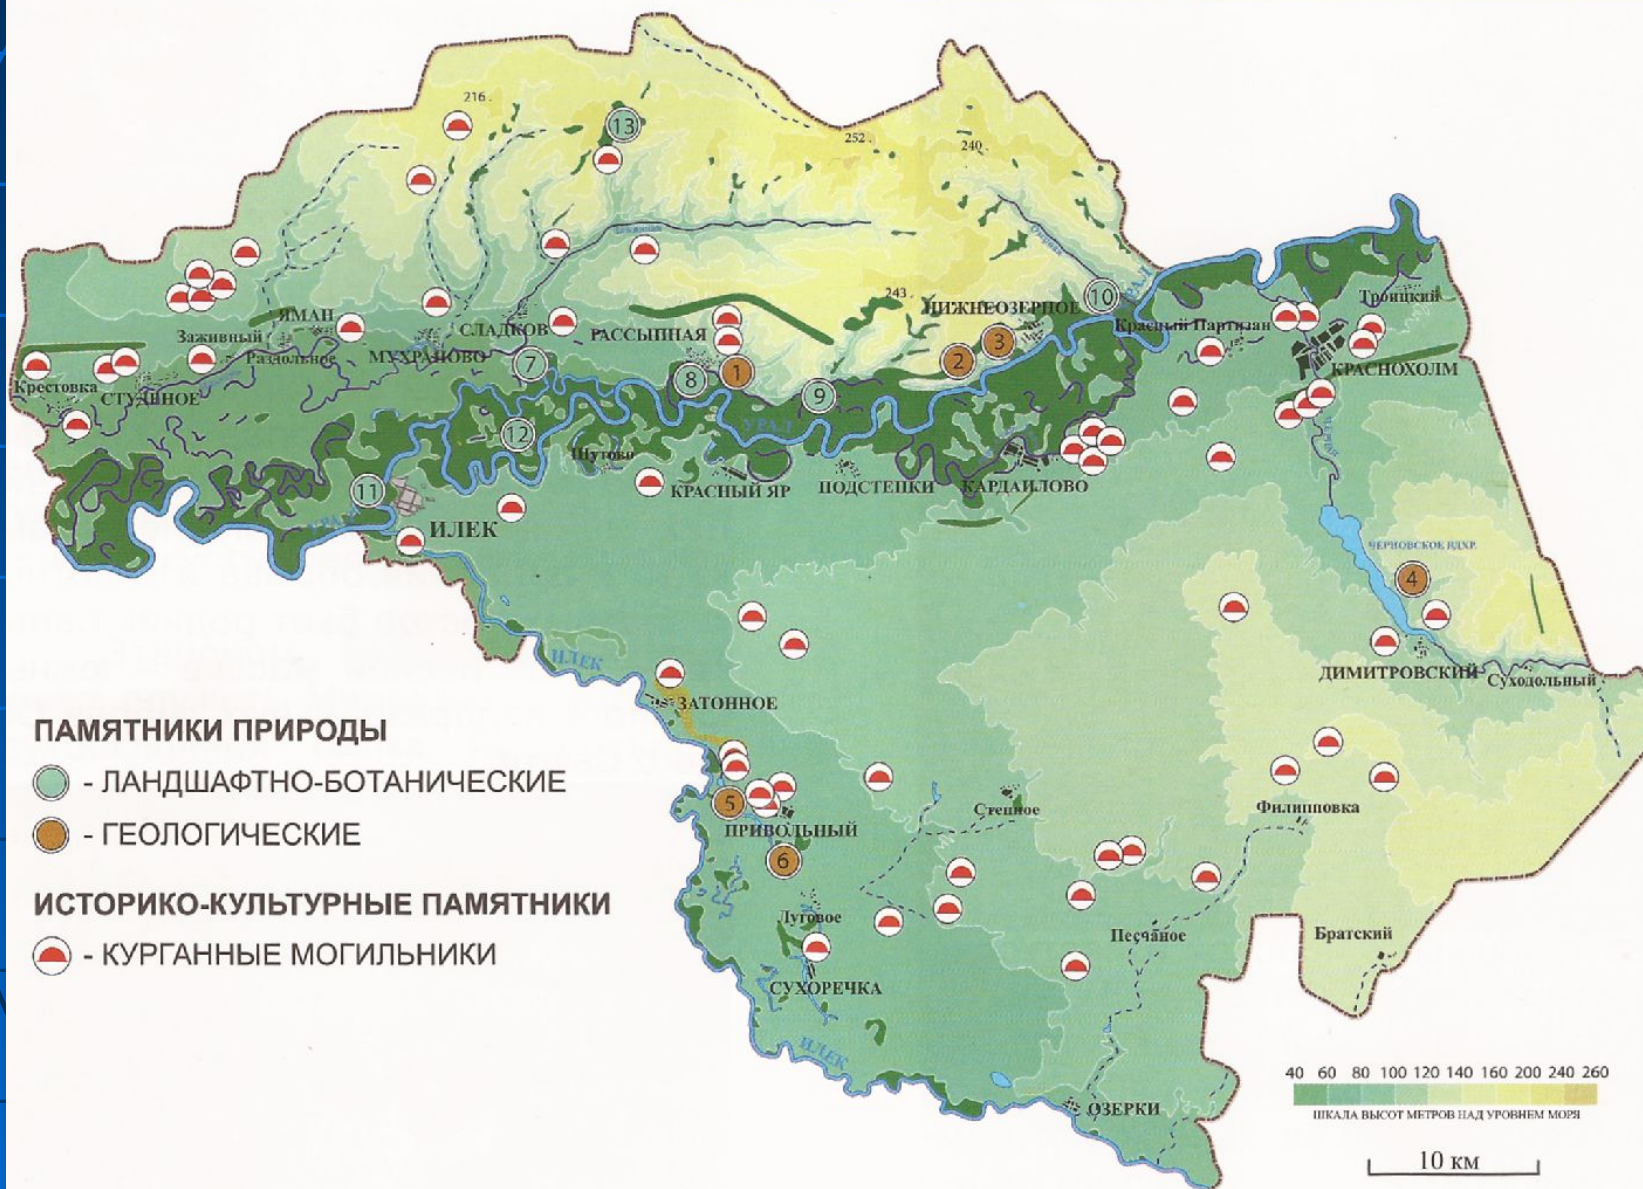 216
13
252
240
УРАЛ
10
243
НИЖНЕОЗЕРНОЕ
Троицкий
ЯМАН
Заживный
СЛАДКОВ
РАССЫПНАЯ
Красный Партизан
Раздольное
МУХРАНОВО
7
8
1
9
2
3
КРАСНОХОЛМ
Крестовка
СТУДЕНОЕ
12
УРАЛ
Шутово
11
КРАСНЫЙ ЯР
ПОДСТЕПКИ
КАРДАИЛОВО
УРАЛ
ИЛЕК
ЧЕРНОВСКОЕ ВДХР.
4
ИЛЕК
ДИМИТРОВСКИЙ
Суходольный
ЗАТОННОЕ
ПАМЯТНИКИ ПРИРОДЫ
- ЛАНДШАФТНО-БОТАНИЧЕСКИЕ
- ГЕОЛОГИЧЕСКИЕ
ИСТОРИКО-КУЛЬТУРНЫЕ ПАМЯТНИКИ
- КУРГАННЫЕ МОГИЛЬНИКИ
5
Степное
Филипповка
ПРИВОЛЬНЫЙ
6
Луговое
Песчаное
Братский
СУХОРЕЧКА
ИЛЕК
ОЗЕРКИ
40 60 80 100 120 140 160 200 240 260
ШКАЛА ВЫСОТ МЕТРОВ НАД УРОВНЕМ МОРЯ
10 км